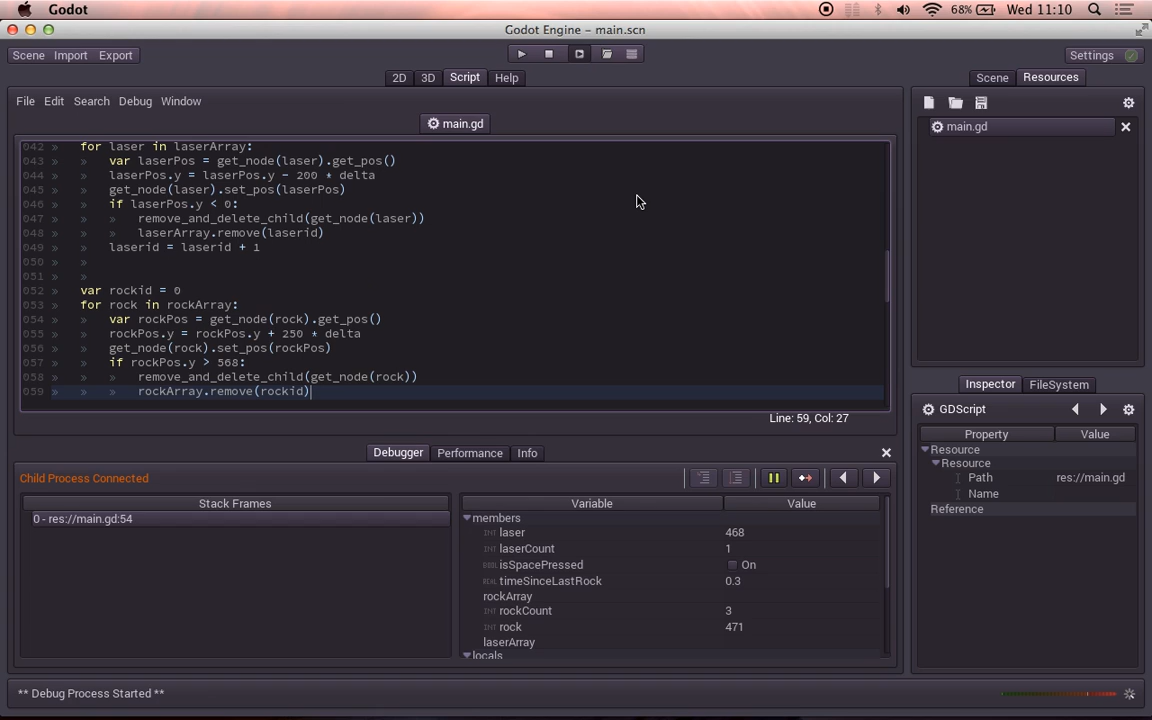 Godot
68%
Wed 11:10
Godot Engine – main.scn
Scene Import Export
Settings
2D 3D Script Help
Scene Resources
File Edit Search Debug Window
main.gd
main.gd
042 » for laser in laserArray:
043 » » var laserPos = get_node(laser).get_pos()
044 » » laserPos.y = laserPos.y - 200 * delta
045 » » get_node(laser).set_pos(laserPos)
046 » » if laserPos.y < 0:
047 » » » remove_and_delete_child(get_node(laser))
048 » » » laserArray.remove(laserid)
049 » » laserid = laserid + 1
050 » »
051 » »
052 » var rockid = 0
053 » for rock in rockArray:
054 » » var rockPos = get_node(rock).get_pos()
055 » » rockPos.y = rockPos.y + 250 * delta
056 » » get_node(rock).set_pos(rockPos)
057 » » if rockPos.y > 568:
058 » » » remove_and_delete_child(get_node(rock))
059 » » » rockArray.remove(rockid)
Line: 59, Col: 27
Inspector FileSystem
GDScript
Property Value
Resource
Resource
Path res://main.gd
Name
Reference
Debugger Performance Info
Child Process Connected
Stack Frames
0 - res://main.gd:54
Variable Value
members
INT laser 468
INT laserCount 1
BOOL isSpacePressed On
REAL timeSinceLastRock 0.3
rockArray
INT rockCount 3
INT rock 471
laserArray
locals
** Debug Process Started **